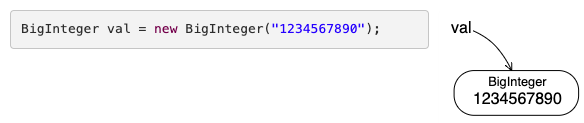 BigInteger val = new BigInteger("1234567890");
val
BigInteger
1234567890